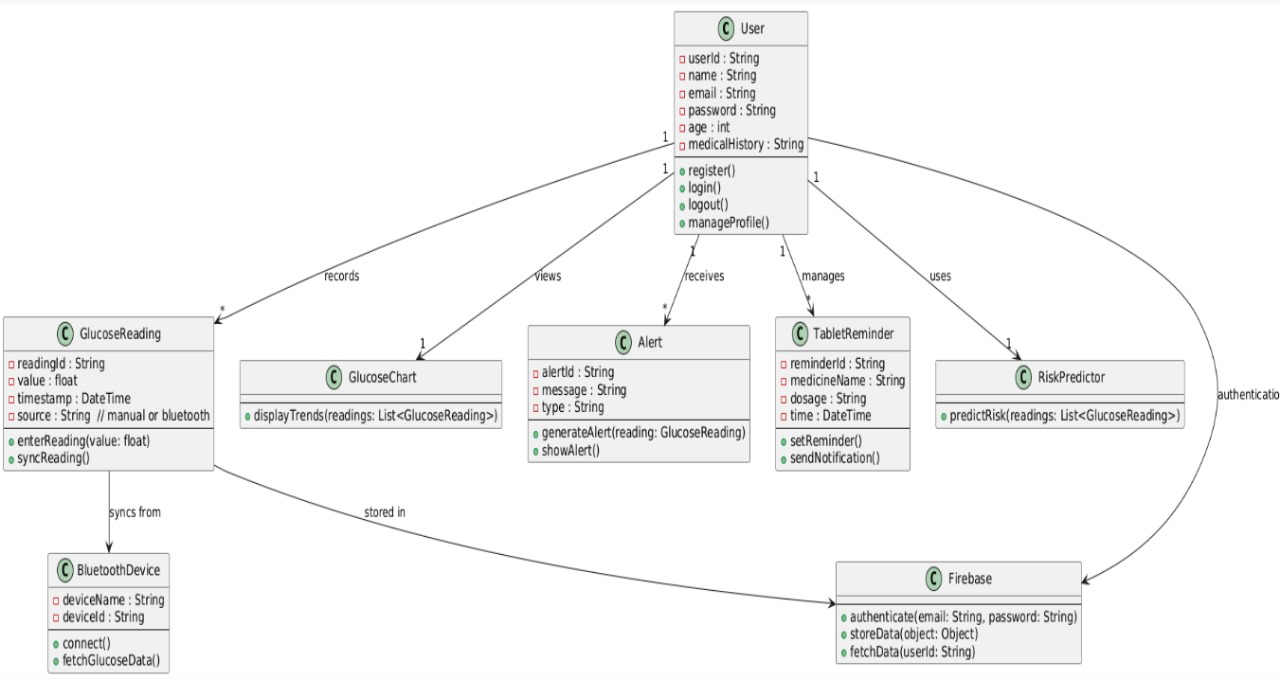 C User
userId : String
name : String
email : String
password : String
age : int
medicalHistory : String
register()
login()
logout()
manageProfile()
1
1
1
1
1
records
views
receives
manages
uses
*
1
*
*
1
authenticatio
C GlucoseReading
readingId : String
value : float
timestamp : DateTime
source : String // manual or bluetooth
enterReading(value: float)
syncReading()
C GlucoseChart
displayTrends(readings: List<GlucoseReading>)
C Alert
alertId : String
message : String
type : String
generateAlert(reading: GlucoseReading)
showAlert()
C TabletReminder
reminderId : String
medicineName : String
dosage : String
time : DateTime
setReminder()
sendNotification()
C RiskPredictor
predictRisk(readings: List<GlucoseReading>)
syncs from
stored in
C BluetoothDevice
deviceName : String
deviceId : String
connect()
fetchGlucoseData()
C Firebase
authenticate(email: String, password: String)
storeData(object: Object)
fetchData(userId: String)